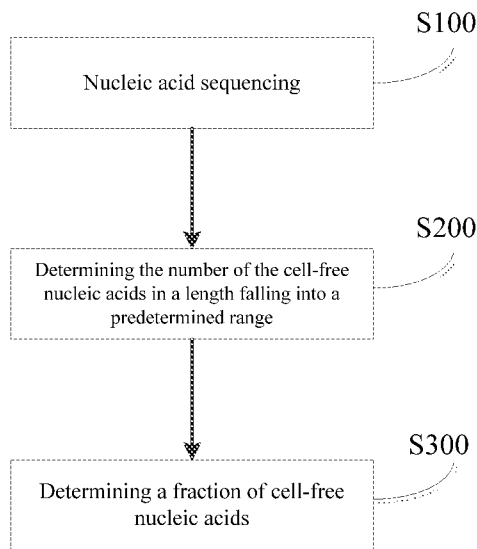 S100
Nucleic acid sequencing
S200
Determining the number of the cell-free
nucleic acids in a length falling into a
predetermined range
S300
Determining a fraction of cell-free
nucleic acids